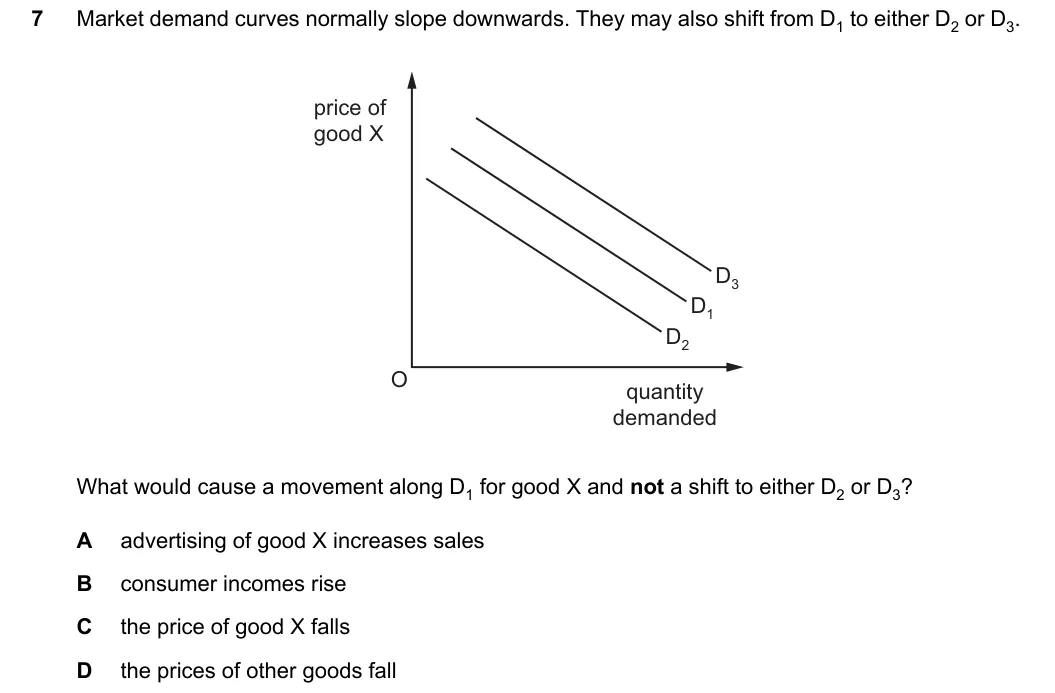 7 Market demand curves normally slope downwards. They may also shift from D₁ to either D₂ or D₃.
price of
good X
D₃
D₁
D₂
O
quantity
demanded
What would cause a movement along D₁ for good X and not a shift to either D₂ or D₃?
A advertising of good X increases sales
B consumer incomes rise
C the price of good X falls
D the prices of other goods fall